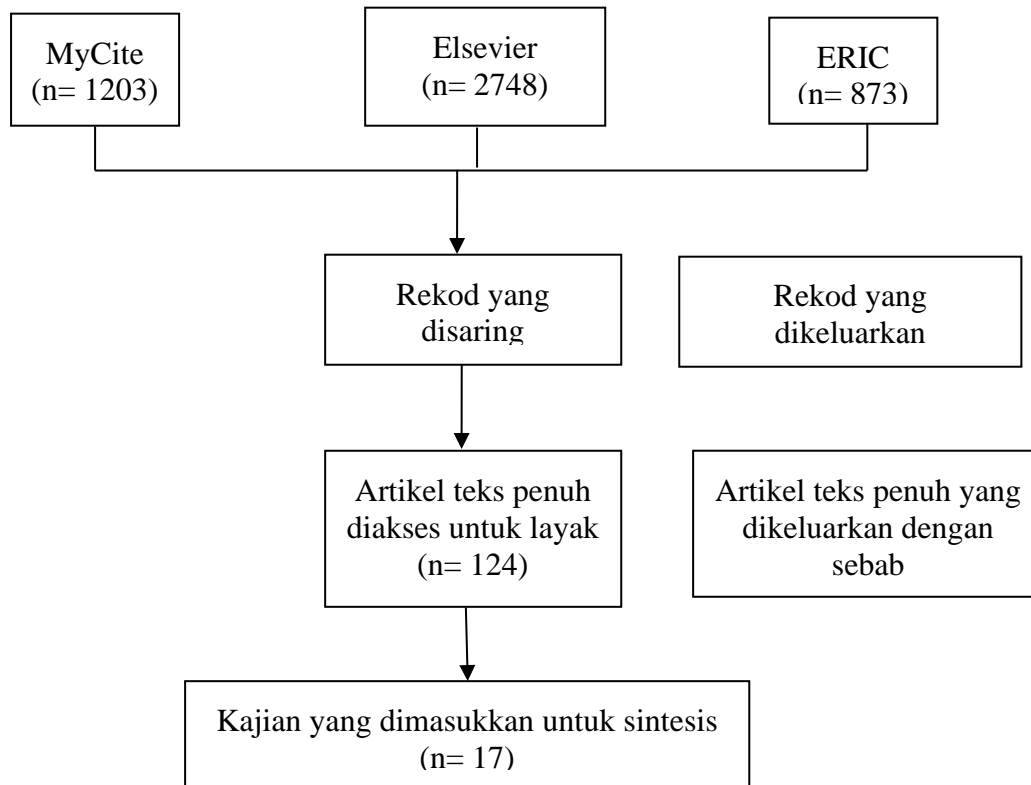 MyCite
(n= 1203)
Elsevier
(n= 2748)
ERIC
(n= 873)
Rekod yang
disaring
Rekod yang
dikeluarkan
Artikel teks penuh
diakses untuk layak
(n= 124)
Artikel teks penuh yang
dikeluarkan dengan
sebab
Kajian yang dimasukkan untuk sintesis
(n= 17)